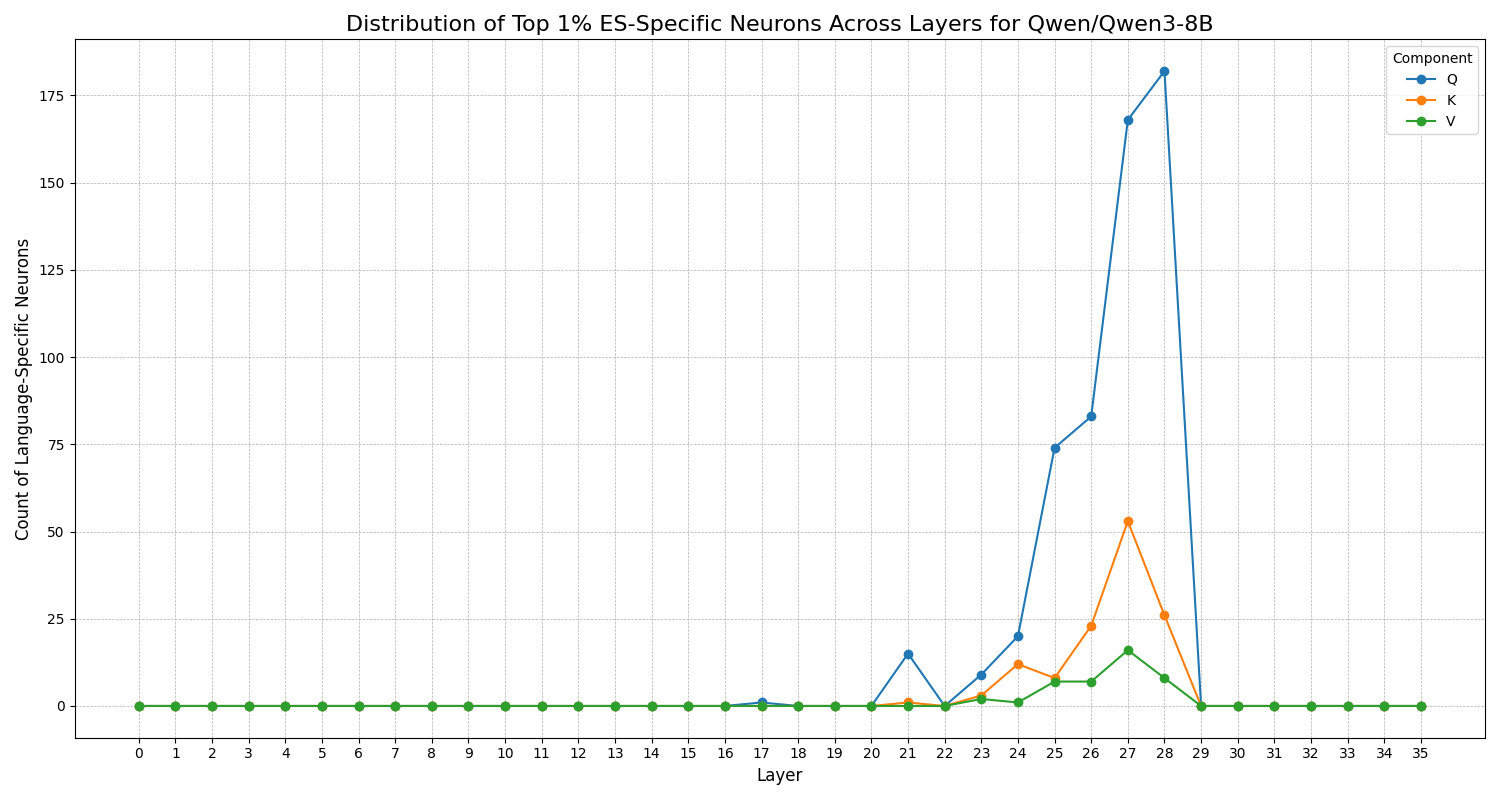 Distribution of Top 1% ES-Specific Neurons Across Layers for Qwen/Qwen3-8B
Component
Q
K
V
Count of Language-Specific Neurons
175
150
125
100
75
50
25
0
0 1 2 3 4 5 6 7 8 9 10 11 12 13 14 15 16 17 18 19 20 21 22 23 24 25 26 27 28 29 30 31 32 33 34 35
Layer